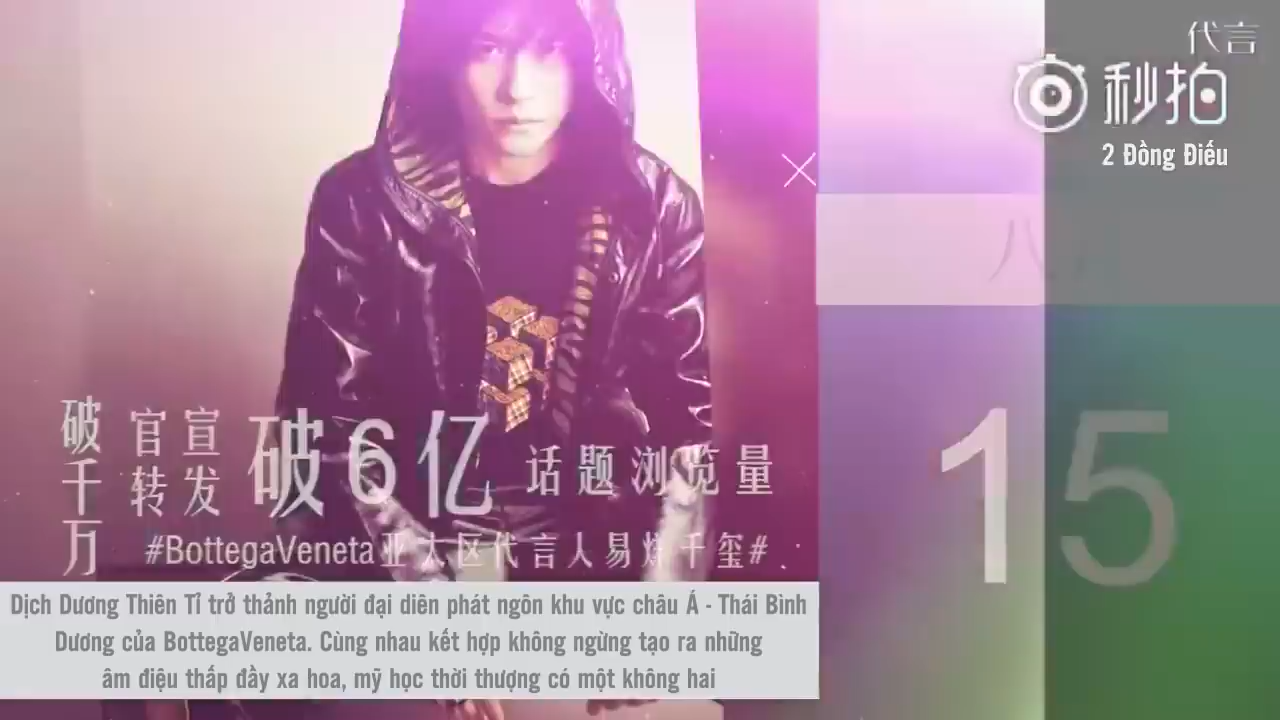 代言
秒拍
2 Đồng Điếu
八
破千万
官宣
转发
破6亿
话题浏览量
#BottegaVeneta亚太区代言人易烊千玺#
15
Dịch Dương Thiên Tỉ trở thảnh người đại diên phát ngôn khu vực châu Á - Thái Bình
Dương của BottegaVeneta. Cùng nhau kết hợp không ngừng tạo ra những
âm điệu thấp đầy xa hoa, mỹ học thời thượng có một không hai